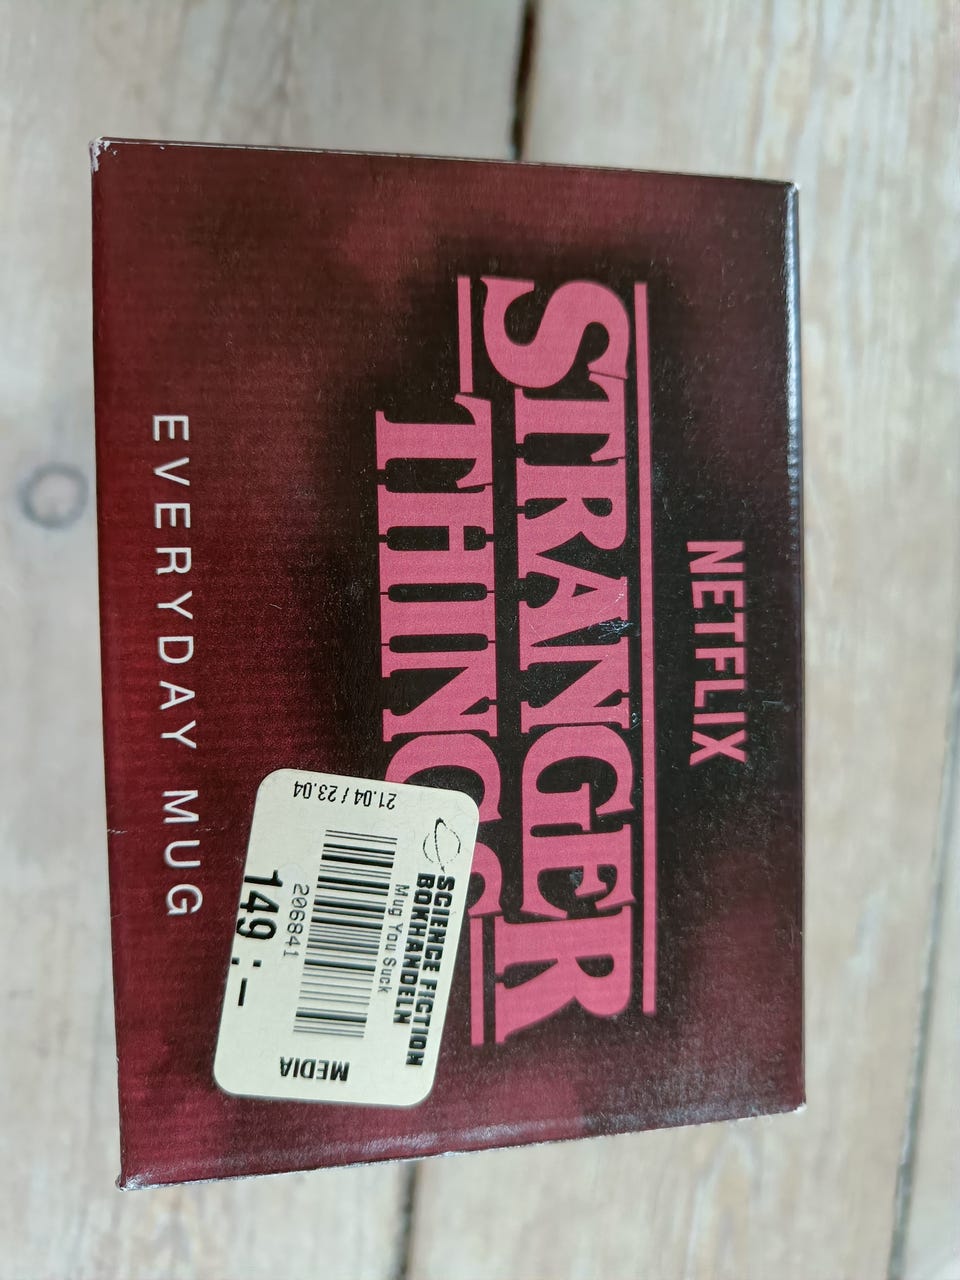 NETFLIX
STRANGER
THINGS
EVERYDAY MUG
SCIENCE FICTION
BOKHANDELN
Mug You Suck
206841
149:-
21.04 / 23.04
MEDIA